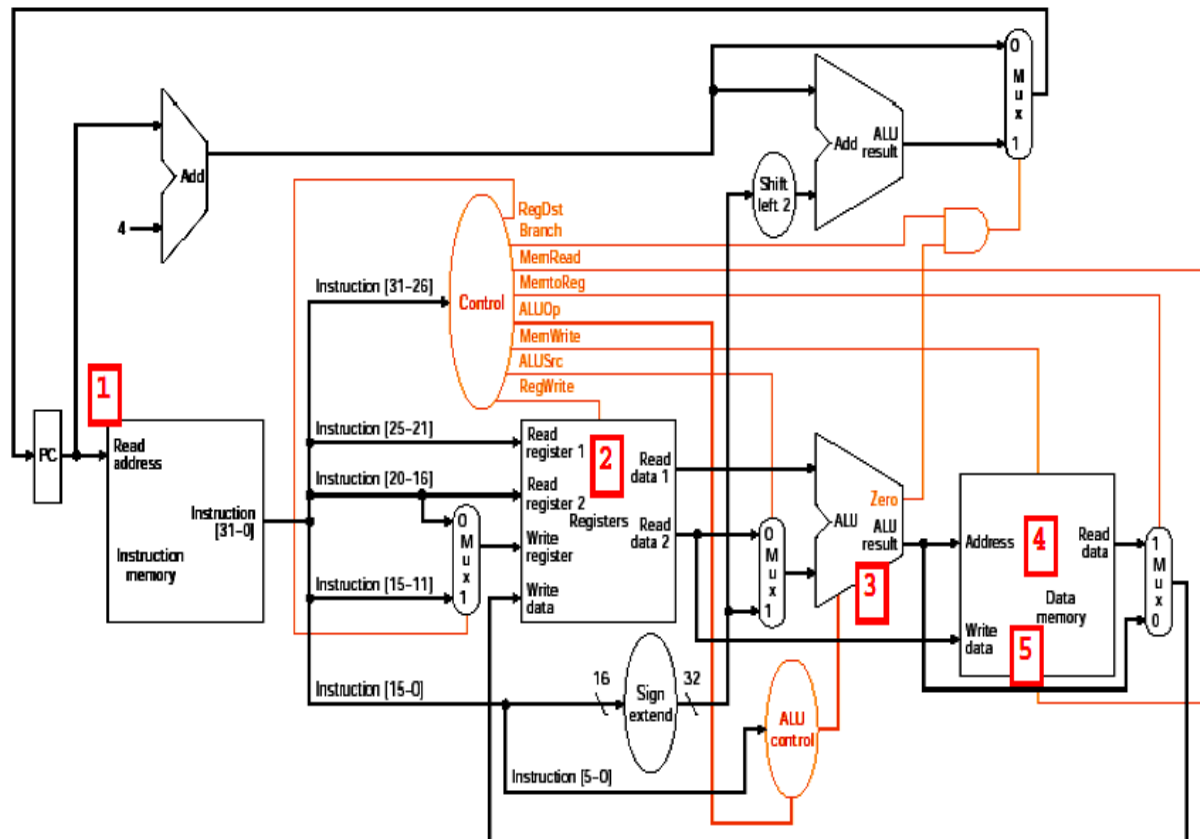 0
M
u
x
1
Add
ALU
result
Add
Shift
left 2
4
RegDst
Branch
MemRead
MemtoReg
ALUOp
MemWrite
ALUSrc
RegWrite
Control
Instruction [31-26]
1
PC
Read
address
Instruction
[31-0]
Instruction
memory
Instruction [25-21]
Instruction [20-16]
Instruction [15-11]
0
M
u
x
1
Read
register 1
2
Read
data 1
Read
register 2
Registers
Write
register
Read
data 2
Write
data
0
M
u
x
1
Zero
ALU
ALU
result
3
Address
4
Read
data
Data
memory
Write
data
5
1
M
u
x
0
Instruction [15-0]
16
Sign
extend
32
ALU
control
Instruction [5-0]